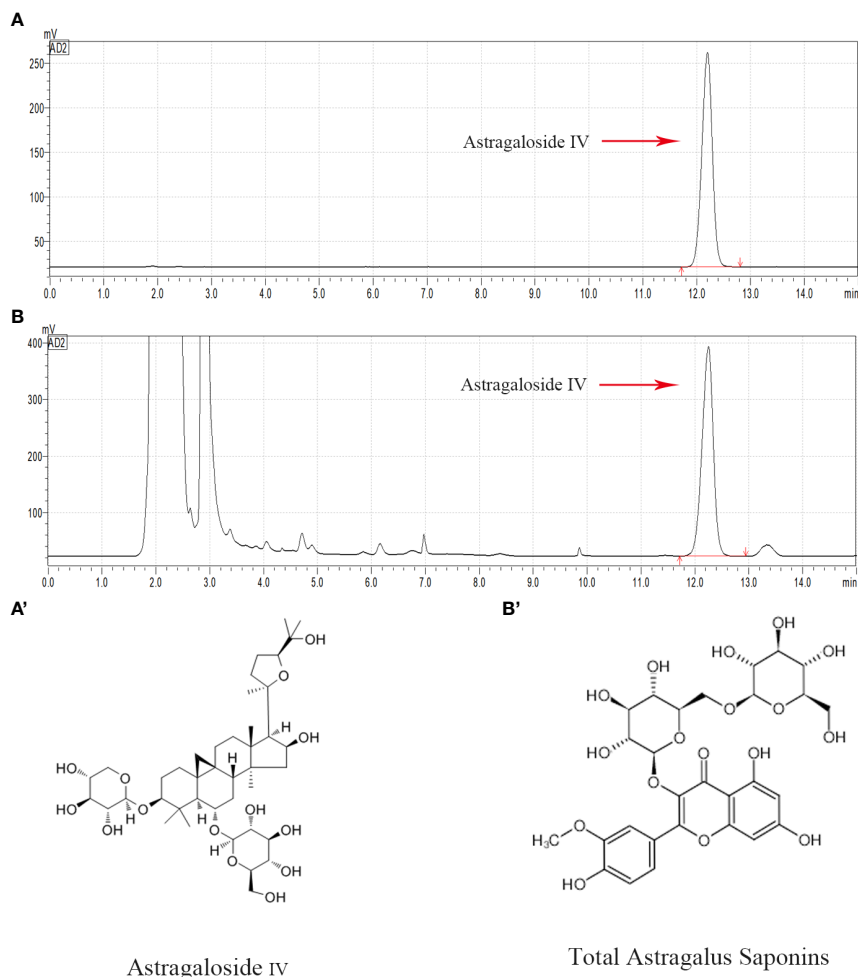 A
mV
AD2
250
200
150
100
50
Astragaloside IV
0.0 1.0 2.0 3.0 4.0 5.0 6.0 7.0 8.0 9.0 10.0 11.0 12.0 13.0 14.0 min
B
mV
AD2
400
300
200
100
Astragaloside IV
0.0 1.0 2.0 3.0 4.0 5.0 6.0 7.0 8.0 9.0 10.0 11.0 12.0 13.0 14.0 min
A'
OH
O
H
OH
H
HO
O
HO
OH
H
O
H
O
H
OH
O
OH
OH
OH
Astragaloside IV
B'
OH
HO
OH
OH
HO
O
O
HO
O
OH
OH
O
O
OH
H₃C
O
O
OH
HO
Total Astragalus Saponins